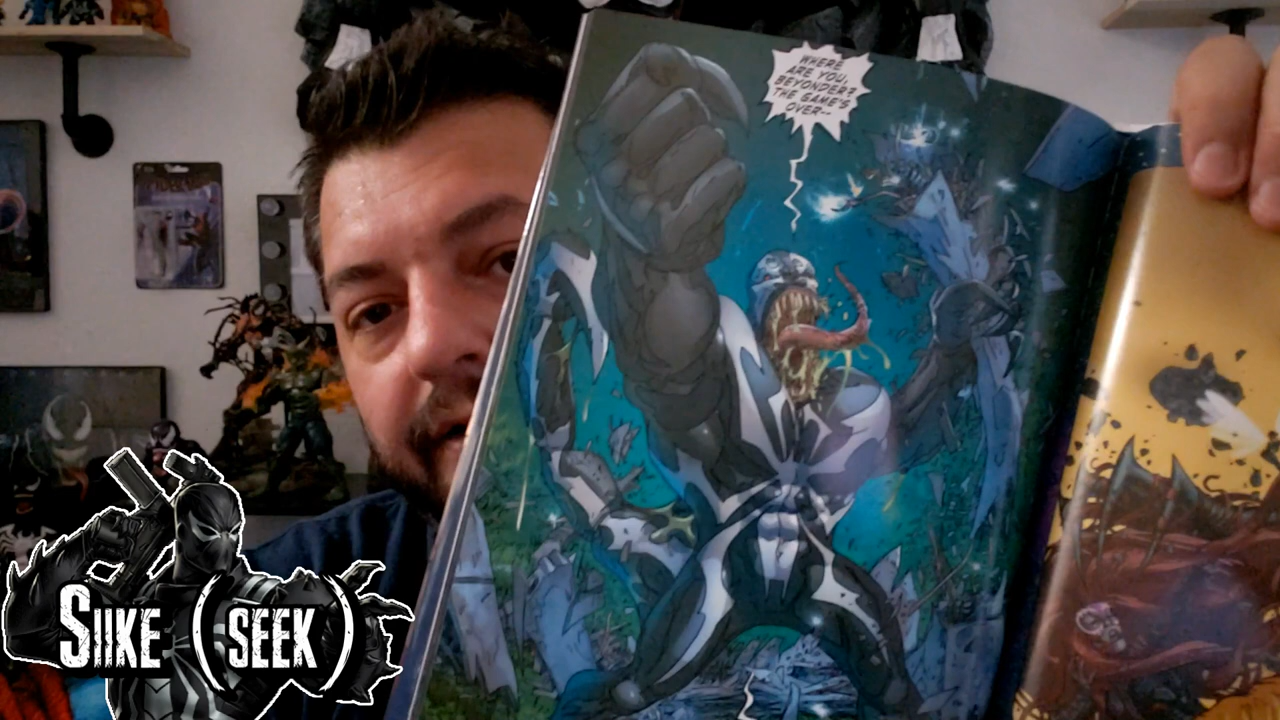 WHERE
ARE YOU,
BEYONDER?
THE GAME'S
OVER--
SIIKE (SEEK)